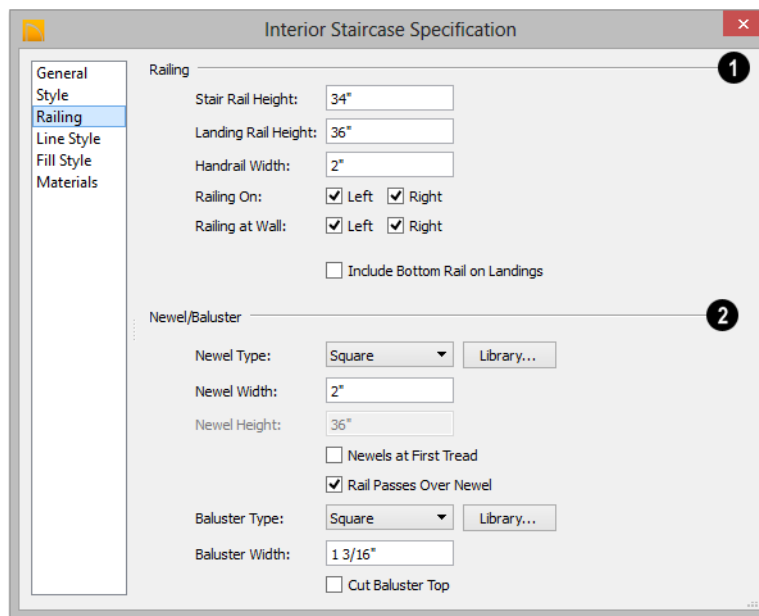 Interior Staircase Specification
General
Style
Railing
Line Style
Fill Style
Materials
Railing 1
Stair Rail Height: 34"
Landing Rail Height: 36"
Handrail Width: 2"
Railing On: Left Right
Railing at Wall: Left Right
Include Bottom Rail on Landings
Newel/Baluster 2
Newel Type: Square Library...
Newel Width: 2"
Newel Height: 36"
Newels at First Tread
Rail Passes Over Newel
Baluster Type: Square Library...
Baluster Width: 1 3/16"
Cut Baluster Top